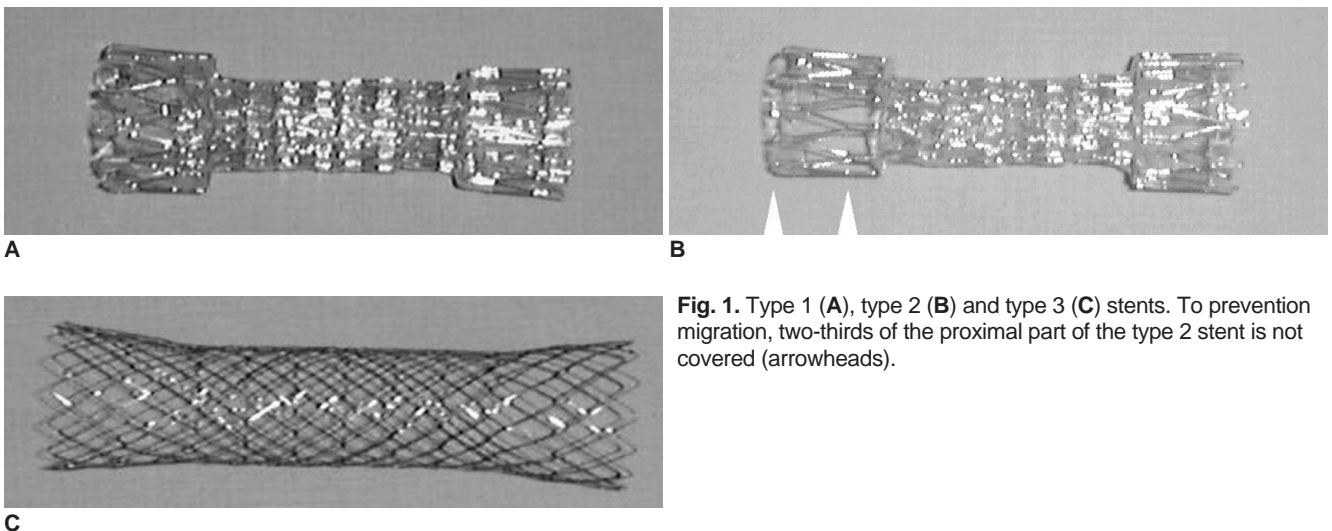 A
B
C
Fig. 1. Type 1 (A), type 2 (B) and type 3 (C) stents. To prevention
migration, two-thirds of the proximal part of the type 2 stent is not
covered (arrowheads).